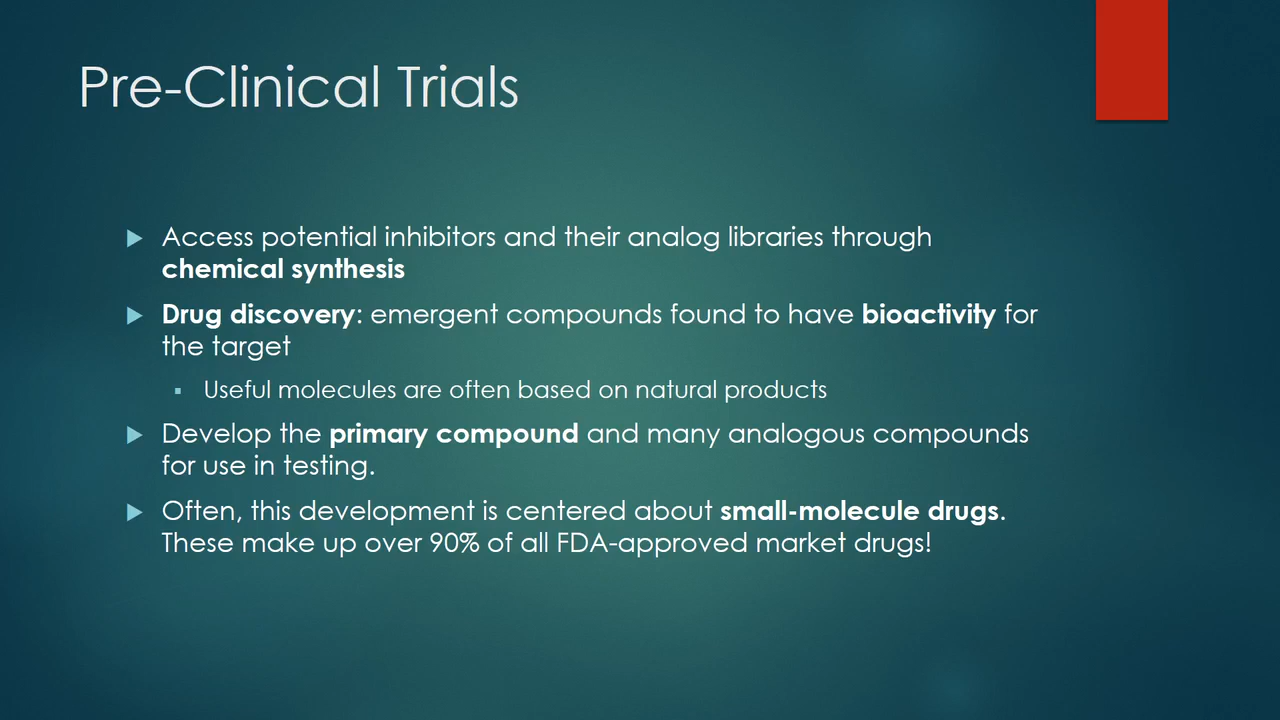 Pre-Clinical Trials
Access potential inhibitors and their analog libraries through
chemical synthesis
Drug discovery: emergent compounds found to have bioactivity for
the target
Useful molecules are often based on natural products
Develop the primary compound and many analogous compounds
for use in testing.
Often, this development is centered about small-molecule drugs.
These make up over 90% of all FDA-approved market drugs!